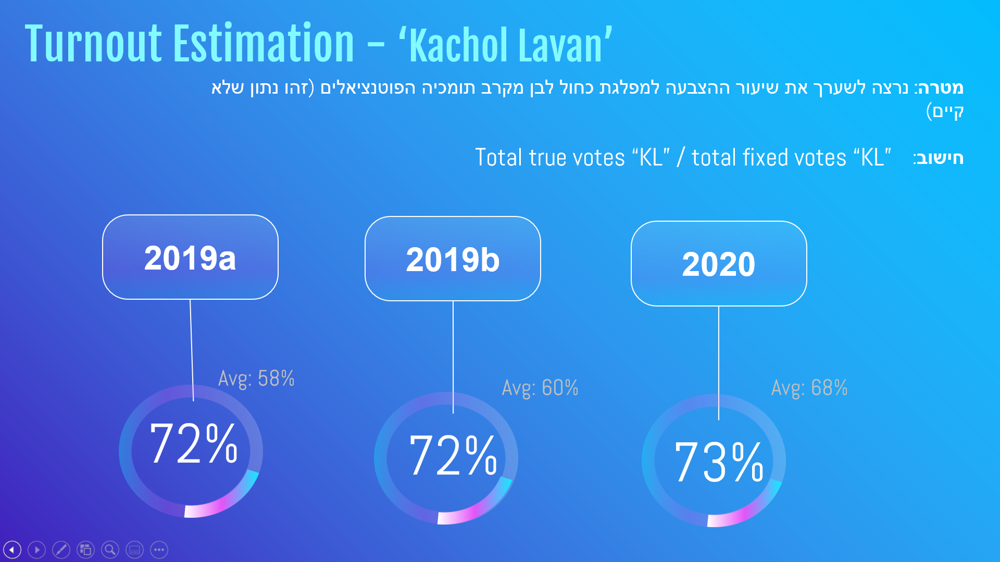 Turnout Estimation – ‘Kachol Lavan’
מטרה: נרצה לשערך את שיעור ההצבעה למפלגת כחול לבן מקרב תומכיה הפוטנציאלים (זהו נתון שלא
קיים)
חישוב: Total true votes “KL” / total fixed votes “KL”
2019a
2019b
2020
Avg: 58%
Avg: 60%
Avg: 68%
72%
72%
73%